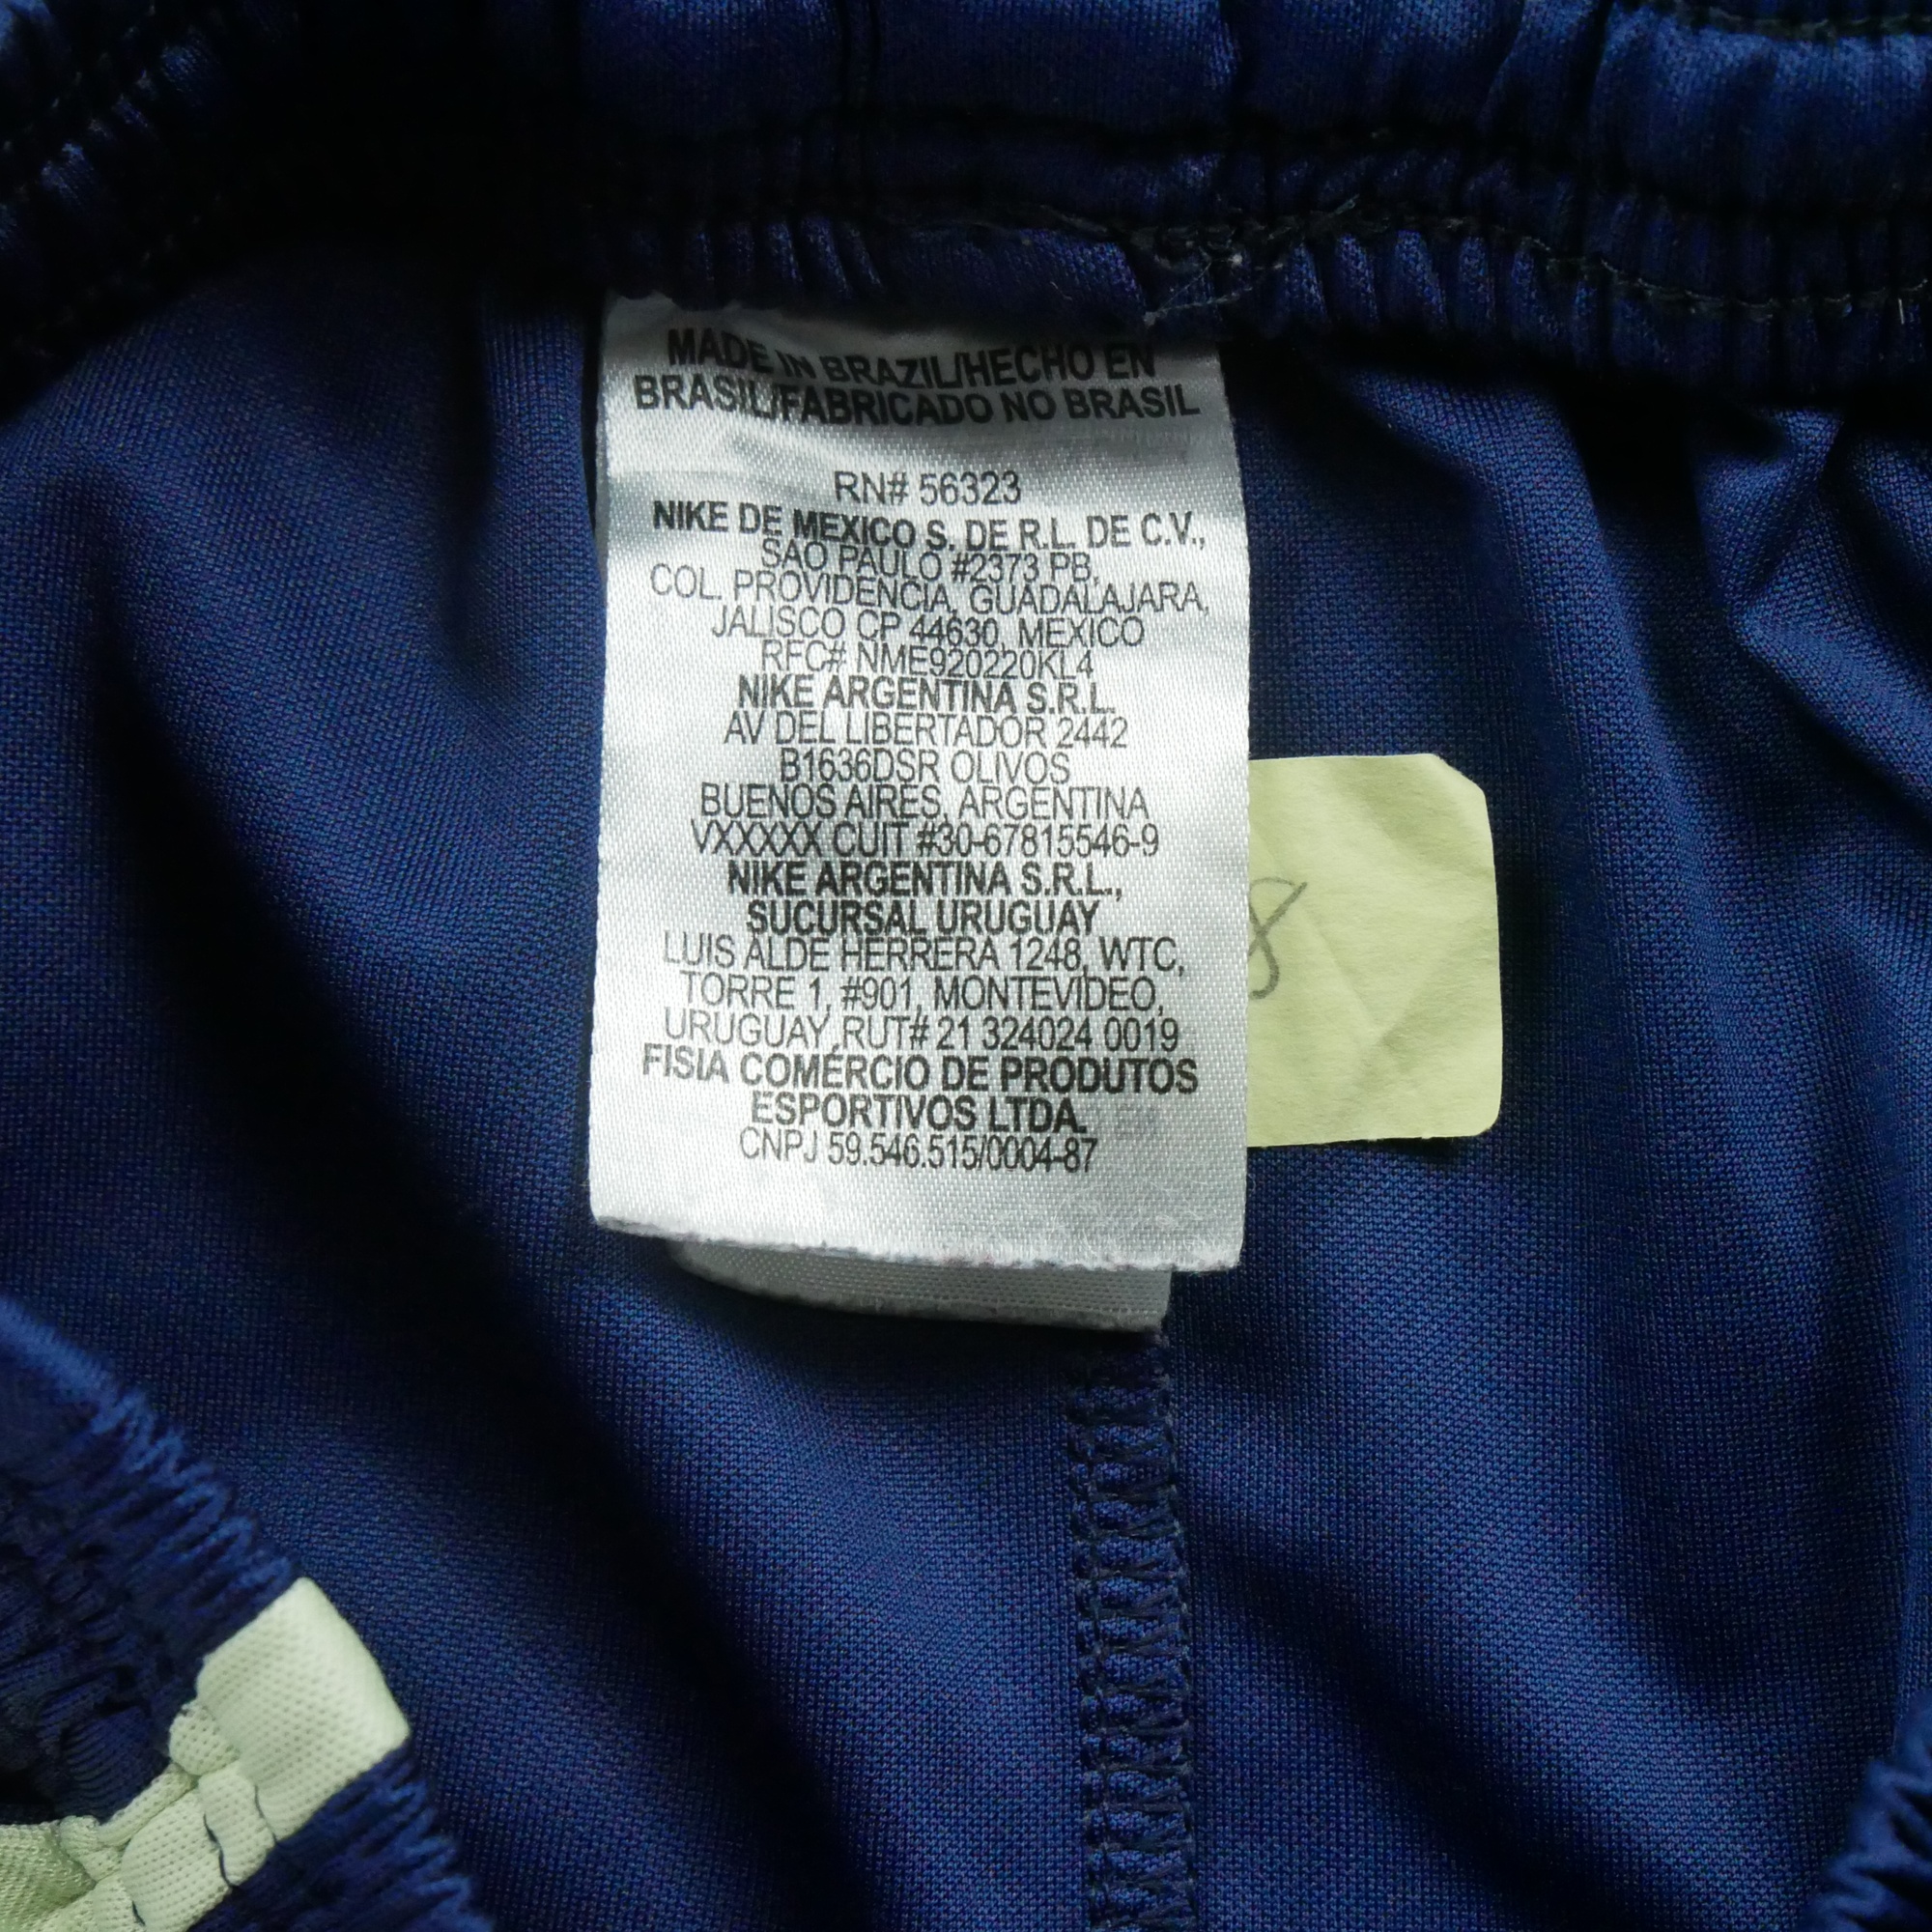 MADE IN BRAZIL/HECHO EN
BRASIL/FABRICADO NO BRASIL
RN# 56323
NIKE DE MEXICO S. DE R.L. DE C.V.,
SAO PAULO #2373 PB,
COL. PROVIDENCIA, GUADALAJARA,
JALISCO CP 44630, MEXICO
RFC# NME920220KL4
NIKE ARGENTINA S.R.L.
AV DEL LIBERTADOR 2442
B1636DSR OLIVOS
BUENOS AIRES, ARGENTINA
VXXXXX CUIT #30-67815546-9
NIKE ARGENTINA S.R.L.,
SUCURSAL URUGUAY
LUIS ALDE HERRERA 1248, WTC,
TORRE 1, #901, MONTEVIDEO,
URUGUAY RUT# 21 324024 0019
FISIA COMÉRCIO DE PRODUTOS
ESPORTIVOS LTDA.
CNPJ 59.546.515/0004-87
8